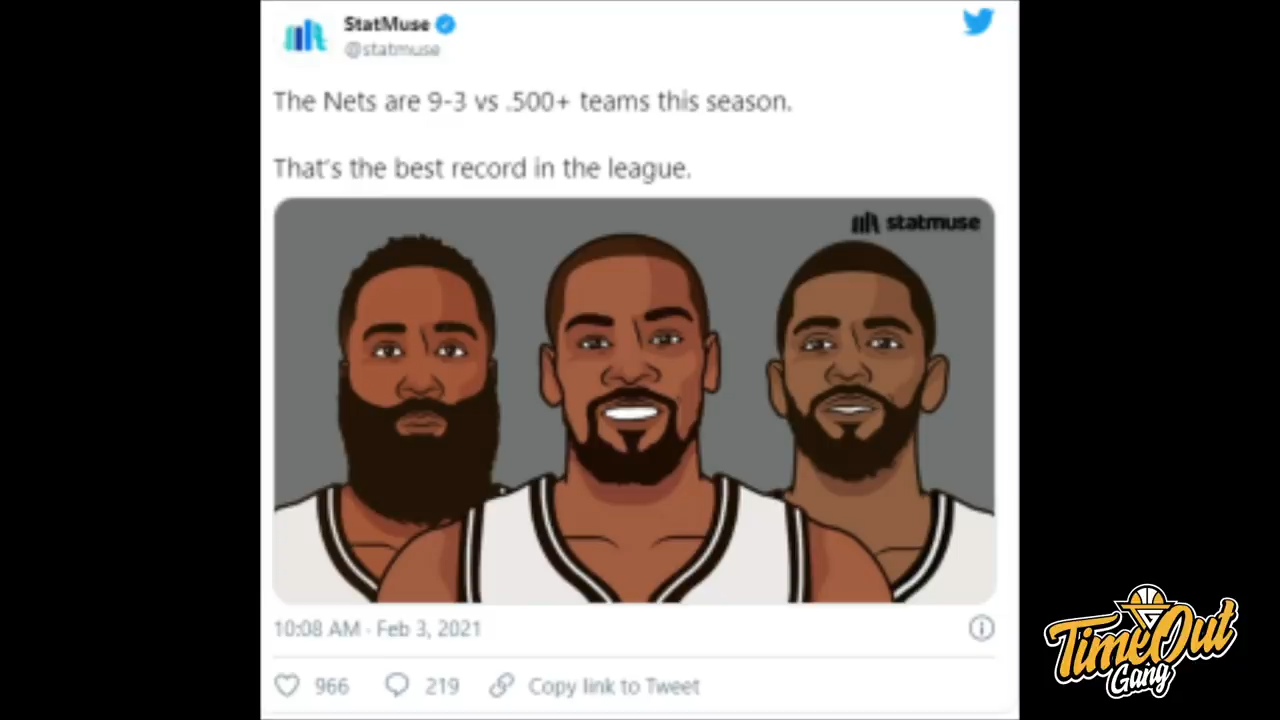 StatMuse
@statmuse
The Nets are 9-3 vs .500+ teams this season.
That's the best record in the league.
statmuse
10:08 AM · Feb 3, 2021
966 219 Copy link to Tweet
TimeOut
Gang